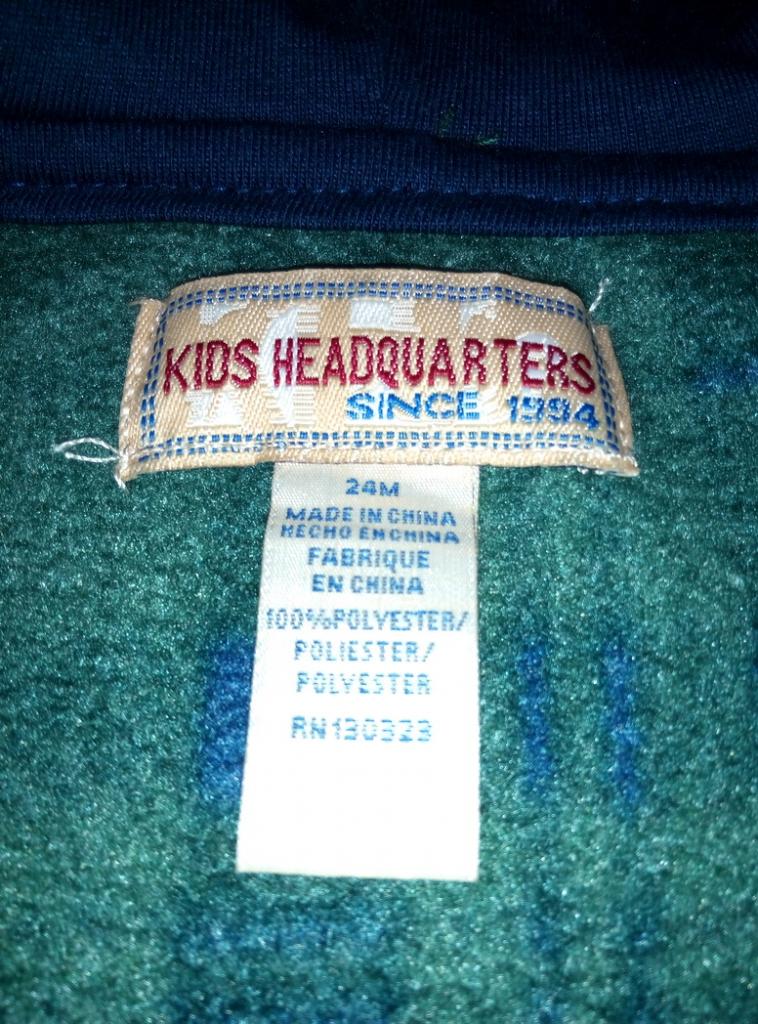 KIDS HEADQUARTERS
SINCE 1994
24M
MADE IN CHINA
HECHO EN CHINA
FABRIQUE
EN CHINA
100%POLYESTER/
POLIESTER/
POLYESTER
RN130323